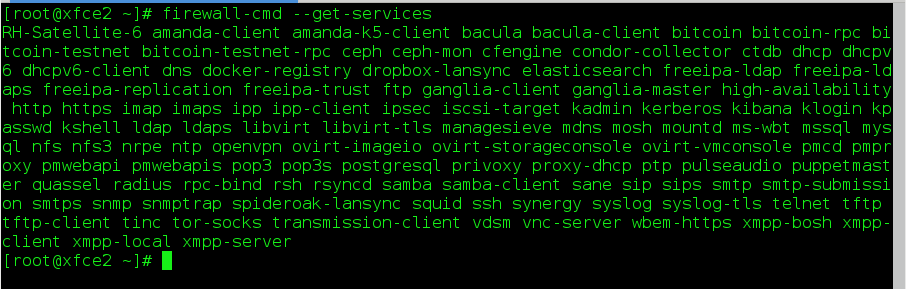 [root@xfce2 ~]# firewall-cmd --get-services
RH-Satellite-6 amanda-client amanda-k5-client bacula bacula-client bitcoin bitcoin-rpc bi
tcoin-testnet bitcoin-testnet-rpc ceph ceph-mon cfengine condor-collector ctdb dhcp dhcpv
6 dhcpv6-client dns docker-registry dropbox-lansync elasticsearch freeipa-ldap freeipa-ld
aps freeipa-replication freeipa-trust ftp ganglia-client ganglia-master high-availability
 http https imap imaps ipp ipp-client ipsec iscsi-target kadmin kerberos kibana klogin kp
asswd kshell ldap ldaps libvirt libvirt-tls managesieve mdns mosh mountd ms-wbt mssql mys
ql nfs nfs3 nrpe ntp openvpn ovirt-imageio ovirt-storageconsole ovirt-vmconsole pmcd pmpr
oxy pmwebapi pmwebapis pop3 pop3s postgresql privoxy proxy-dhcp ptp pulseaudio puppetmast
er quassel radius rpc-bind rsh rsyncd samba samba-client sane sip sips smtp smtp-submissi
on smtps snmp snmptrap spideroak-lansync squid ssh synergy syslog syslog-tls telnet tftp
tftp-client tinc tor-socks transmission-client vdsm vnc-server wbem-https xmpp-bosh xmpp-
client xmpp-local xmpp-server
[root@xfce2 ~]#